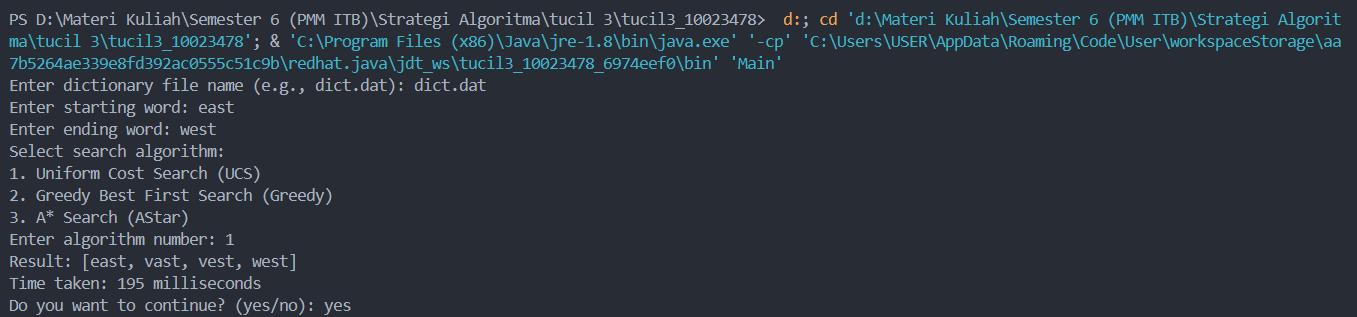 PS D:\Materi Kuliah\Semester 6 (PMM ITB)\Strategi Algoritma\tucil 3\tucil3_10023478>  d:; cd 'd:\Materi Kuliah\Semester 6 (PMM ITB)\Strategi Algorit
ma\tucil 3\tucil3_10023478'; & 'C:\Program Files (x86)\Java\jre-1.8\bin\java.exe' '-cp' 'C:\Users\USER\AppData\Roaming\Code\User\workspaceStorage\aa
7b5264ae339e8fd392ac0555c51c9b\redhat.java\jdt_ws\tucil3_10023478_6974eef0\bin' 'Main'
Enter dictionary file name (e.g., dict.dat): dict.dat
Enter starting word: east
Enter ending word: west
Select search algorithm:
1. Uniform Cost Search (UCS)
2. Greedy Best First Search (Greedy)
3. A* Search (AStar)
Enter algorithm number: 1
Result: [east, vast, vest, west]
Time taken: 195 milliseconds
Do you want to continue? (yes/no): yes